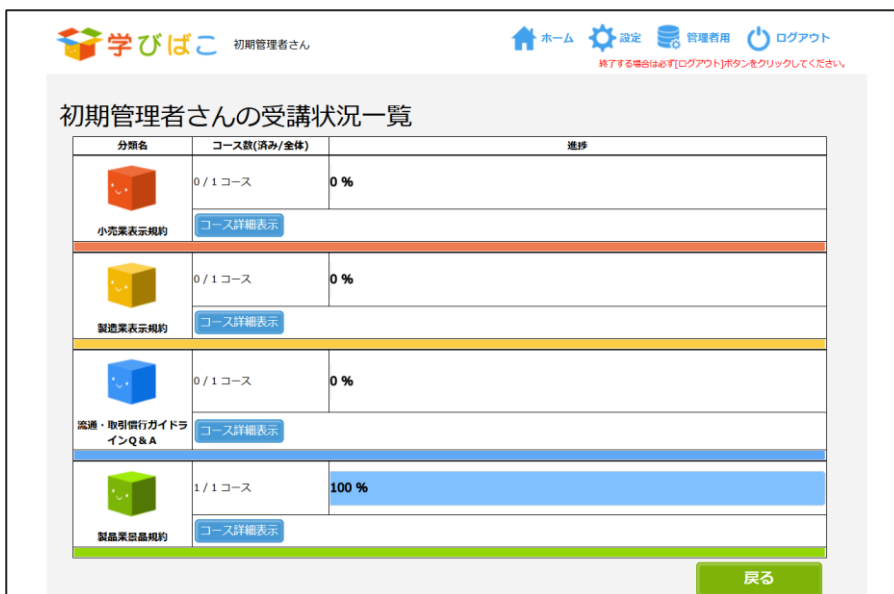 学びばこ 初期管理者さん ホーム 設定 管理者用 ログアウト
終了する場合は必ず[ログアウト]ボタンをクリックしてください。
初期管理者さんの受講状況一覧
分類名 コース数(済み/全体) 進捗
0 / 1 コース 0 %
コース詳細表示
小売業表示規約
0 / 1 コース 0 %
コース詳細表示
製造業表示規約
0 / 1 コース 0 %
流通・取引慣行ガイドラ
コース詳細表示
インQ&A
1 / 1 コース 100 %
コース詳細表示
製品業景品規約
戻る